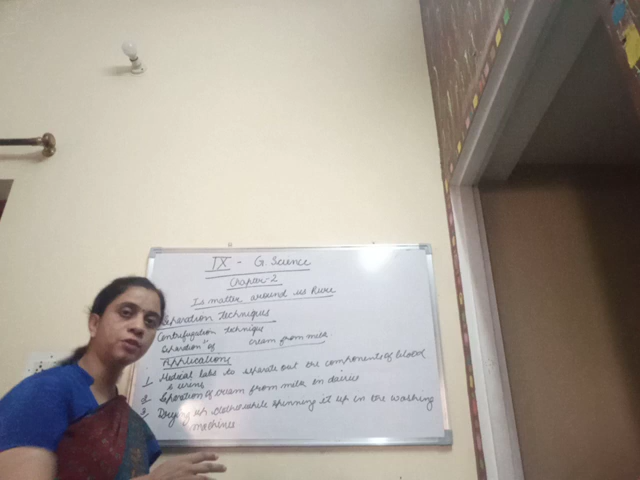 IX - G. Science
Chapter-2
Is matter around us Pure
Separation Techniques
Centrifugation Technique
Separation of cream from milk.
Applications
1. Medical labs to separate out the components of blood & urine
2. Separation of cream from milk in dairies
3. Drying up clothes while spinning it up in the washing machines